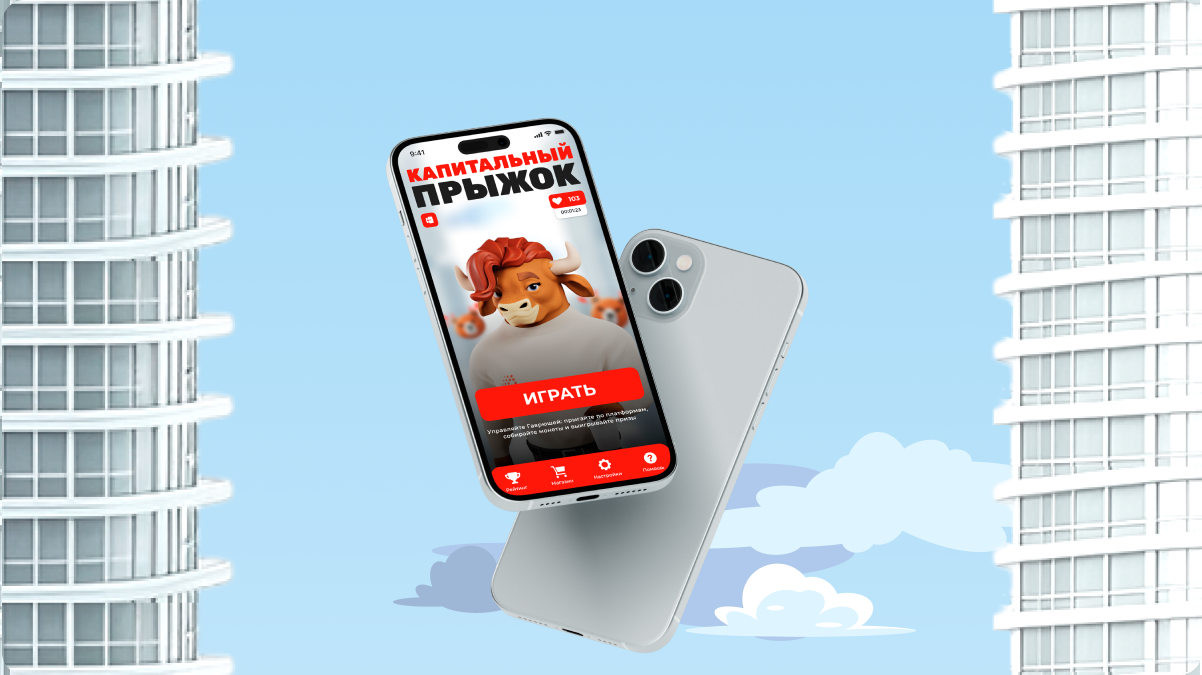 9:41
КАПИТАЛЬНЫЙ
ПРЫЖОК
103
00:01:23
ИГРАТЬ
Управляйте Гаврюшей: прыгайте по платформам,
собирайте монеты и выигрывайте призы
Рейтинг Магазин Настройки Помощь